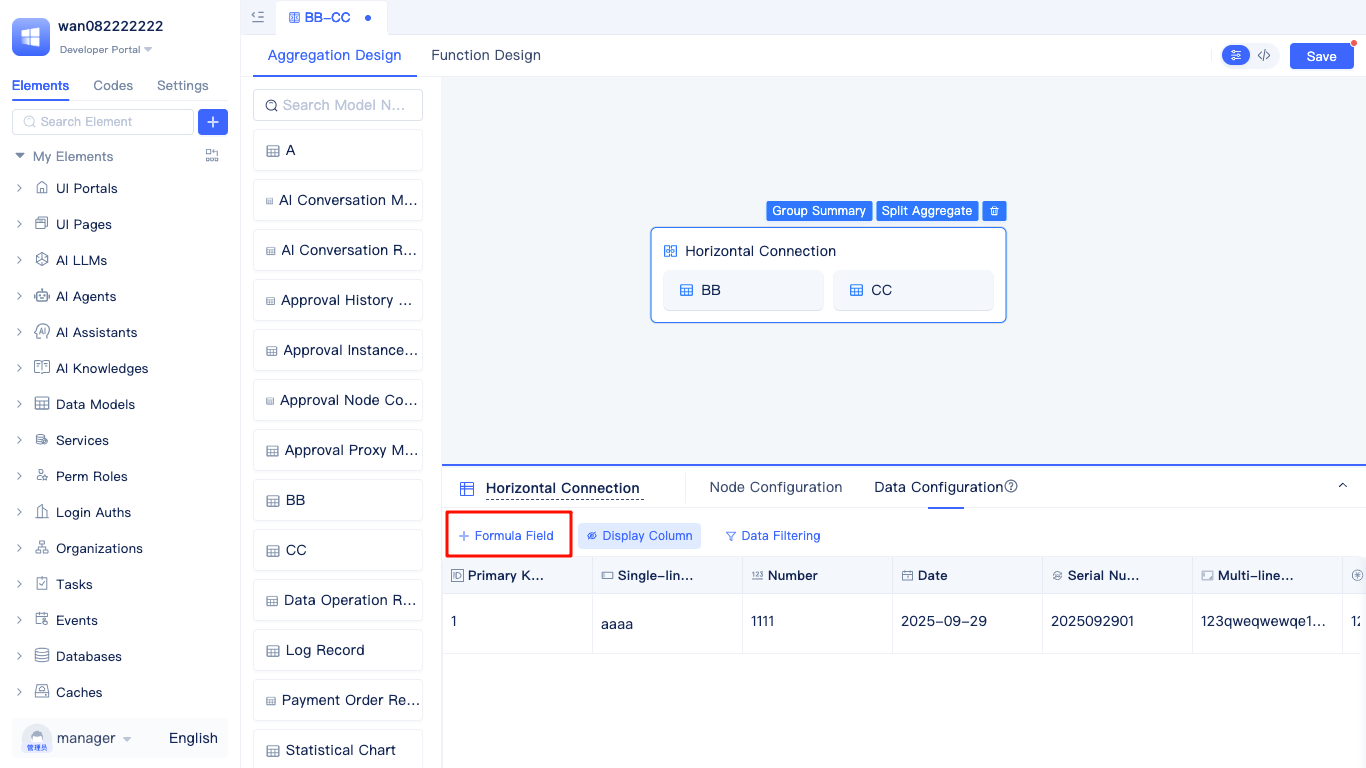 wan082222222
Developer Portal
Elements Codes Settings
Search Element
My Elements
UI Portals
UI Pages
AI LLMs
AI Agents
AI Assistants
AI Knowledges
Data Models
Services
Perm Roles
Login Auths
Organizations
Tasks
Events
Databases
Caches
管理员
manager
English
BB-CC
Aggregation Design Function Design
Save
Search Model N...
A
AI Conversation M...
AI Conversation R...
Approval History ...
Approval Instance...
Approval Node Co...
Approval Proxy M...
BB
CC
Data Operation R...
Log Record
Payment Order Re...
Statistical Chart
Group Summary Split Aggregate
Horizontal Connection
BB CC
Horizontal Connection Node Configuration Data Configuration
Formula Field Display Column Data Filtering
Primary K... Single-lin... Number Date Serial Nu... Multi-line...
1 aaaa 1111 2025-09-29 2025092901 123qweqwewqe1...